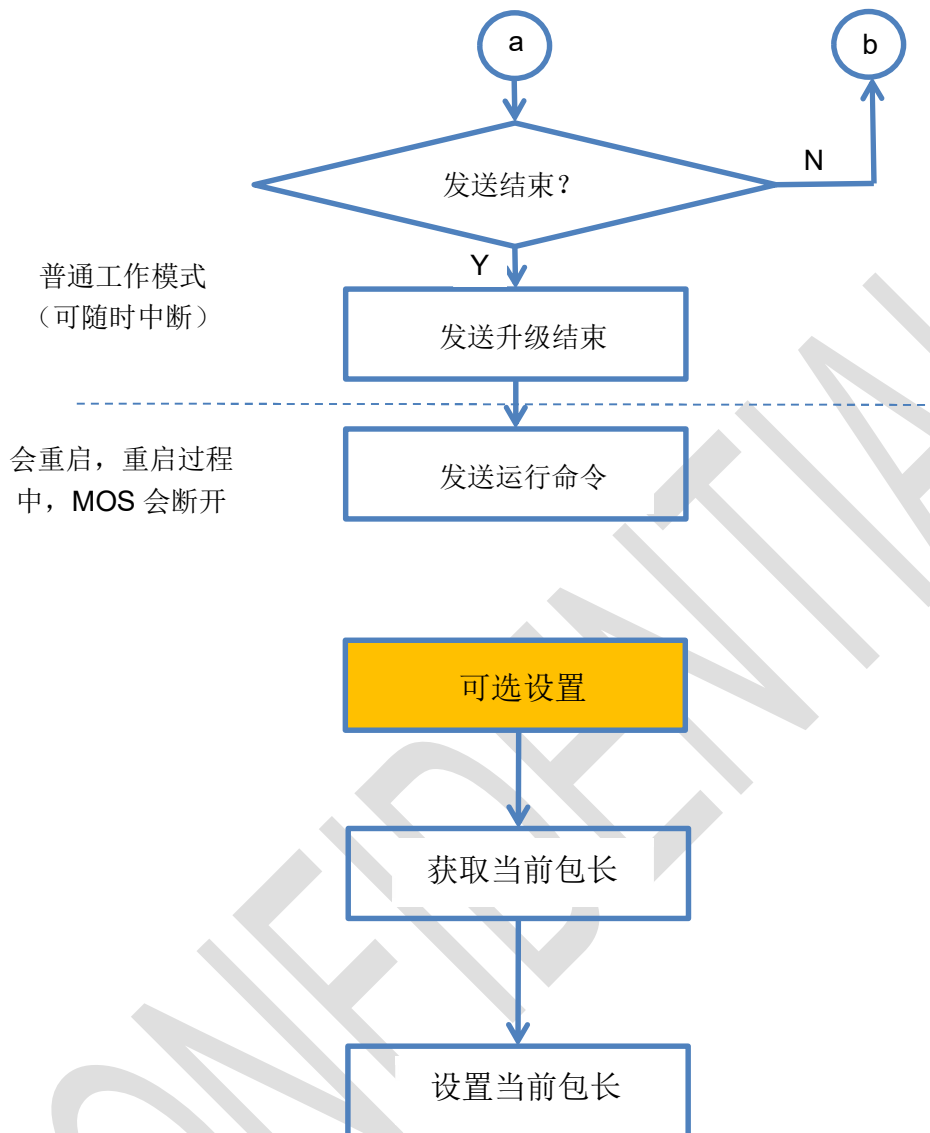 a
b
发送结束？
N
Y
普通工作模式
（可随时中断）
发送升级结束
会重启，重启过程
中，MOS 会断开
发送运行命令
可选设置
获取当前包长
设置当前包长
CONFIDENTIAL